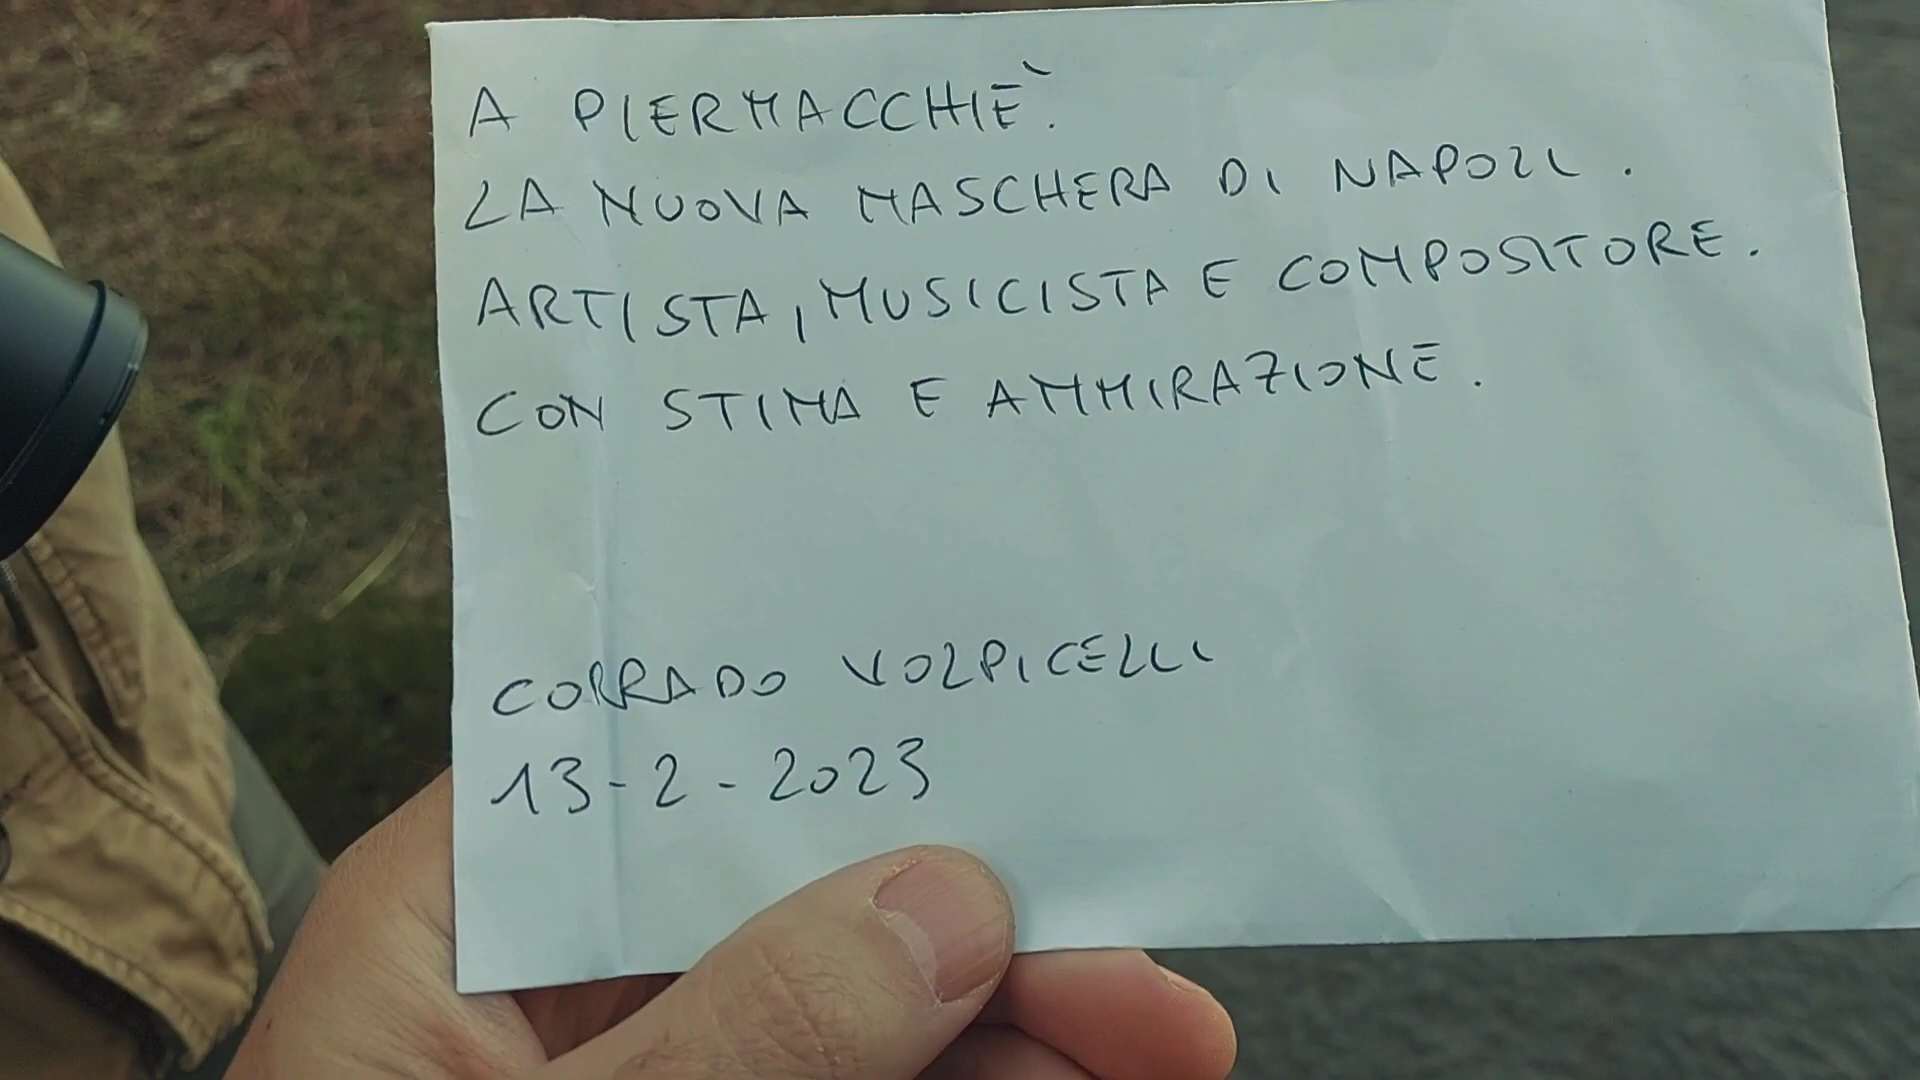 A PIERMACCHIÈ.
LA NUOVA MASCHERA DI NAPOLI.
ARTISTA, MUSICISTA E COMPOSITORE.
CON STIMA E AMMIRAZIONE.
CORRADO VOLPICELLI
13-2-2023